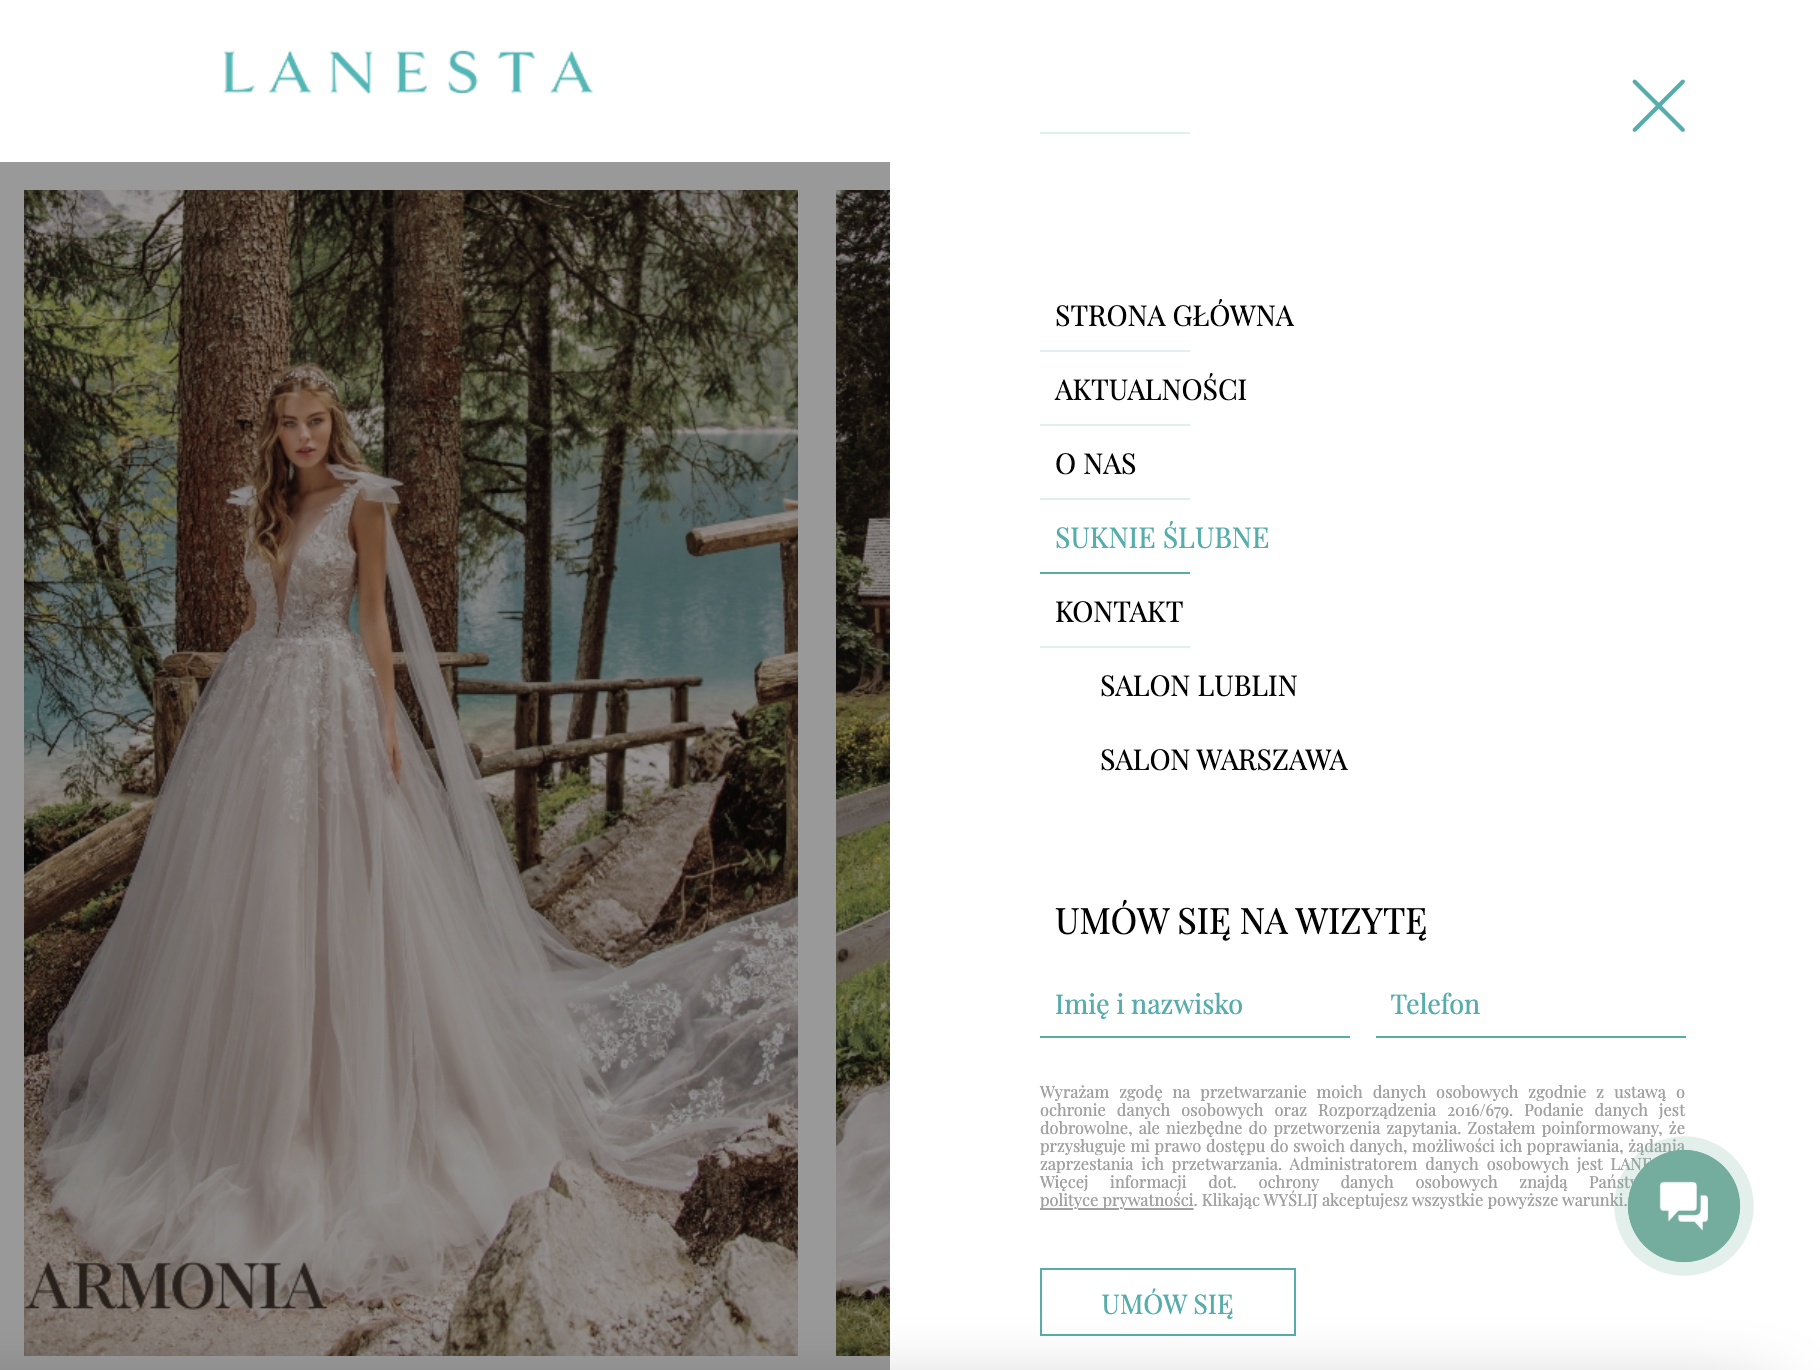 LANESTA
STRONA GŁÓWNA
AKTUALNOŚCI
O NAS
SUKNIE ŚLUBNE
KONTAKT
SALON LUBLIN
SALON WARSZAWA
UMÓW SIĘ NA WIZYTĘ
Imię i nazwisko
Telefon
Wyrażam zgodę na przetwarzanie moich danych osobowych zgodnie z ustawą o
ochronie danych osobowych oraz Rozporządzenia 2016/679. Podanie danych jest
dobrowolne, ale niezbędne do przetworzenia zapytania. Zostałem poinformowany, że
przysługuje mi prawo dostępu do swoich danych, możliwości ich poprawiania, żądania
zaprzestania ich przetwarzania. Administratorem danych osobowych jest
Więcej informacji dot. ochrony danych osobowych znajdą
polityce prywatności. Klikając WYŚLIJ akceptujesz wszystkie powyższe warunki.
UMÓW SIĘ
ARMONIA